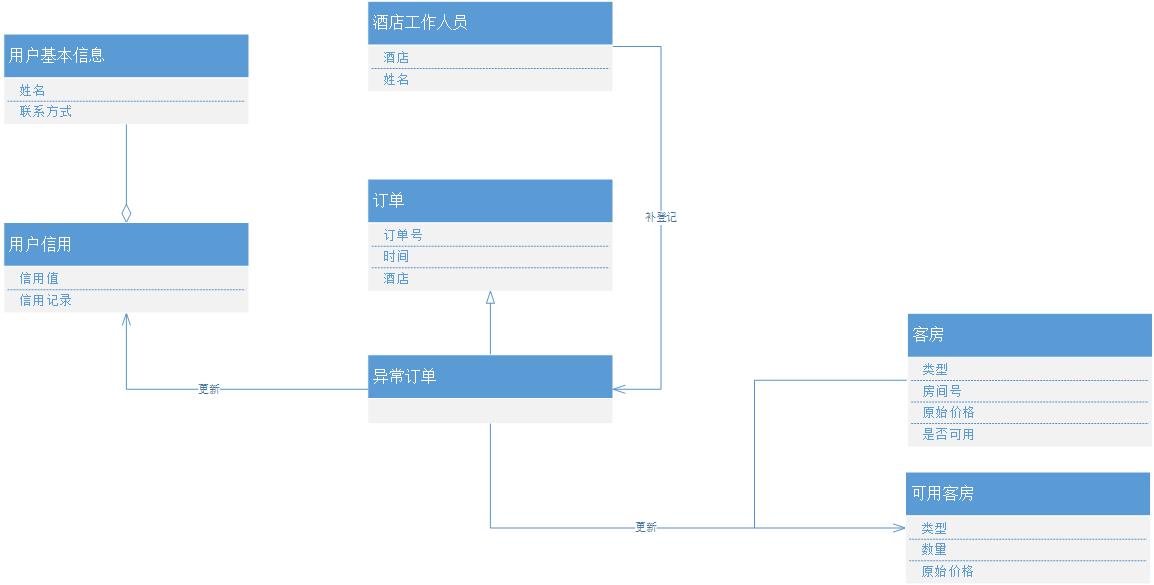 酒店工作人员
酒店
姓名
用户基本信息
姓名
联系方式
订单
订单号
时间
酒店
补登记
用户信用
信用值
信用记录
异常订单
更新
客房
类型
房间号
原始价格
是否可用
可用客房
类型
数量
原始价格
更新